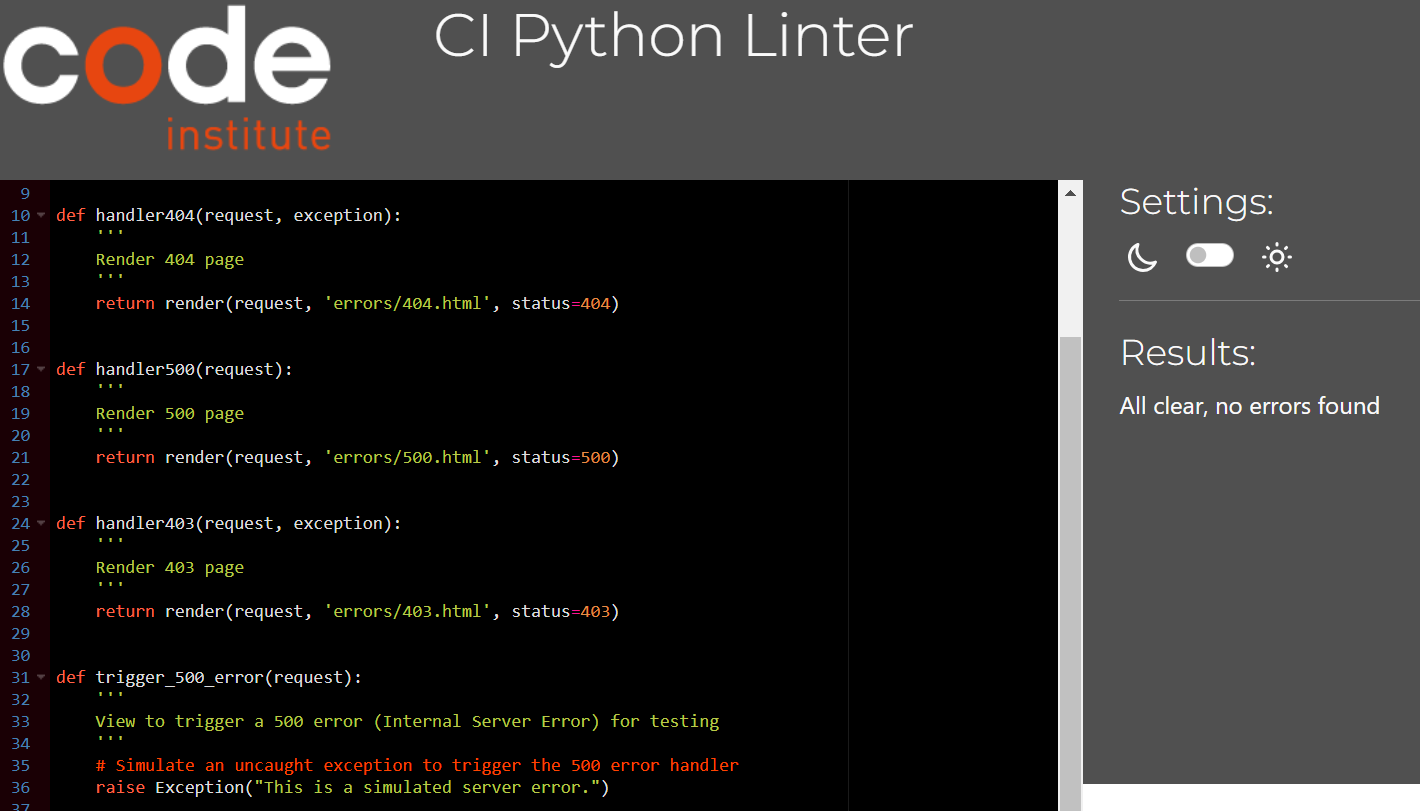 code
institute
CI Python Linter
9
10 def handler404(request, exception):
11     '''
12     Render 404 page
13     '''
14     return render(request, 'errors/404.html', status=404)
15
16
17 def handler500(request):
18     '''
19     Render 500 page
20     '''
21     return render(request, 'errors/500.html', status=500)
22
23
24 def handler403(request, exception):
25     '''
26     Render 403 page
27     '''
28     return render(request, 'errors/403.html', status=403)
29
30
31 def trigger_500_error(request):
32     '''
33     View to trigger a 500 error (Internal Server Error) for testing
34     '''
35     # Simulate an uncaught exception to trigger the 500 error handler
36     raise Exception("This is a simulated server error.")
37
Settings:
Results:
All clear, no errors found